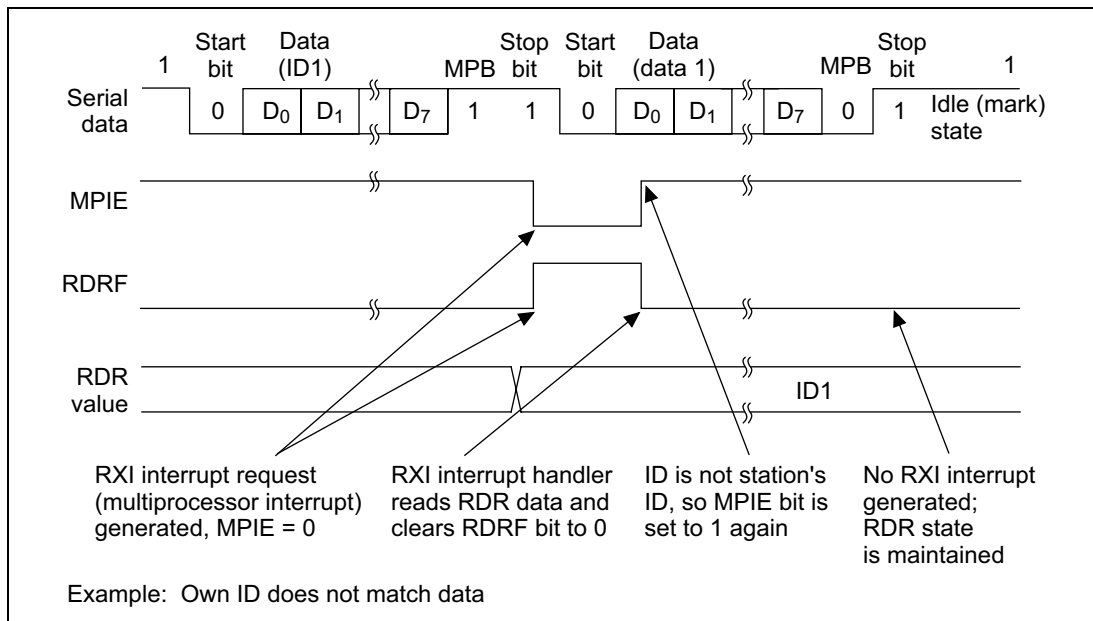 Start Data Stop Start Data Stop
1 bit (ID1) MPB bit bit (data 1) MPB bit 1
Serial data 0 D0 D1 D7 1 1 0 D0 D1 D7 0 1 Idle (mark) state
MPIE
RDRF
RDR
value
ID1
RXI interrupt request
(multiprocessor interrupt)
generated, MPIE = 0
RXI interrupt handler
reads RDR data and
clears RDRF bit to 0
ID is not station's
ID, so MPIE bit is
set to 1 again
No RXI interrupt
generated;
RDR state
is maintained
Example: Own ID does not match data